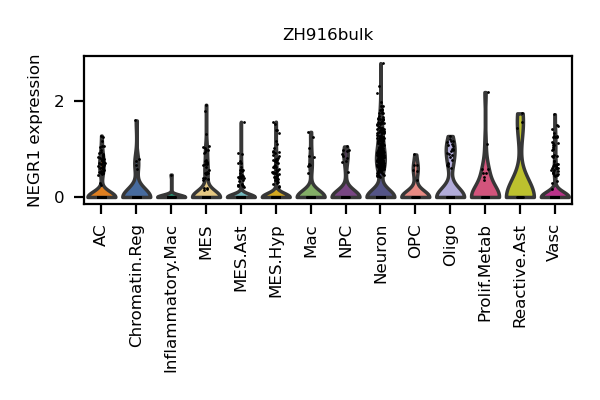 ZH916bulk
NEGR1 expression
2
0
AC
Chromatin.Reg
Inflammatory.Mac
MES
MES.Ast
MES.Hyp
Mac
NPC
Neuron
OPC
Oligo
Prolif.Metab
Reactive.Ast
Vasc